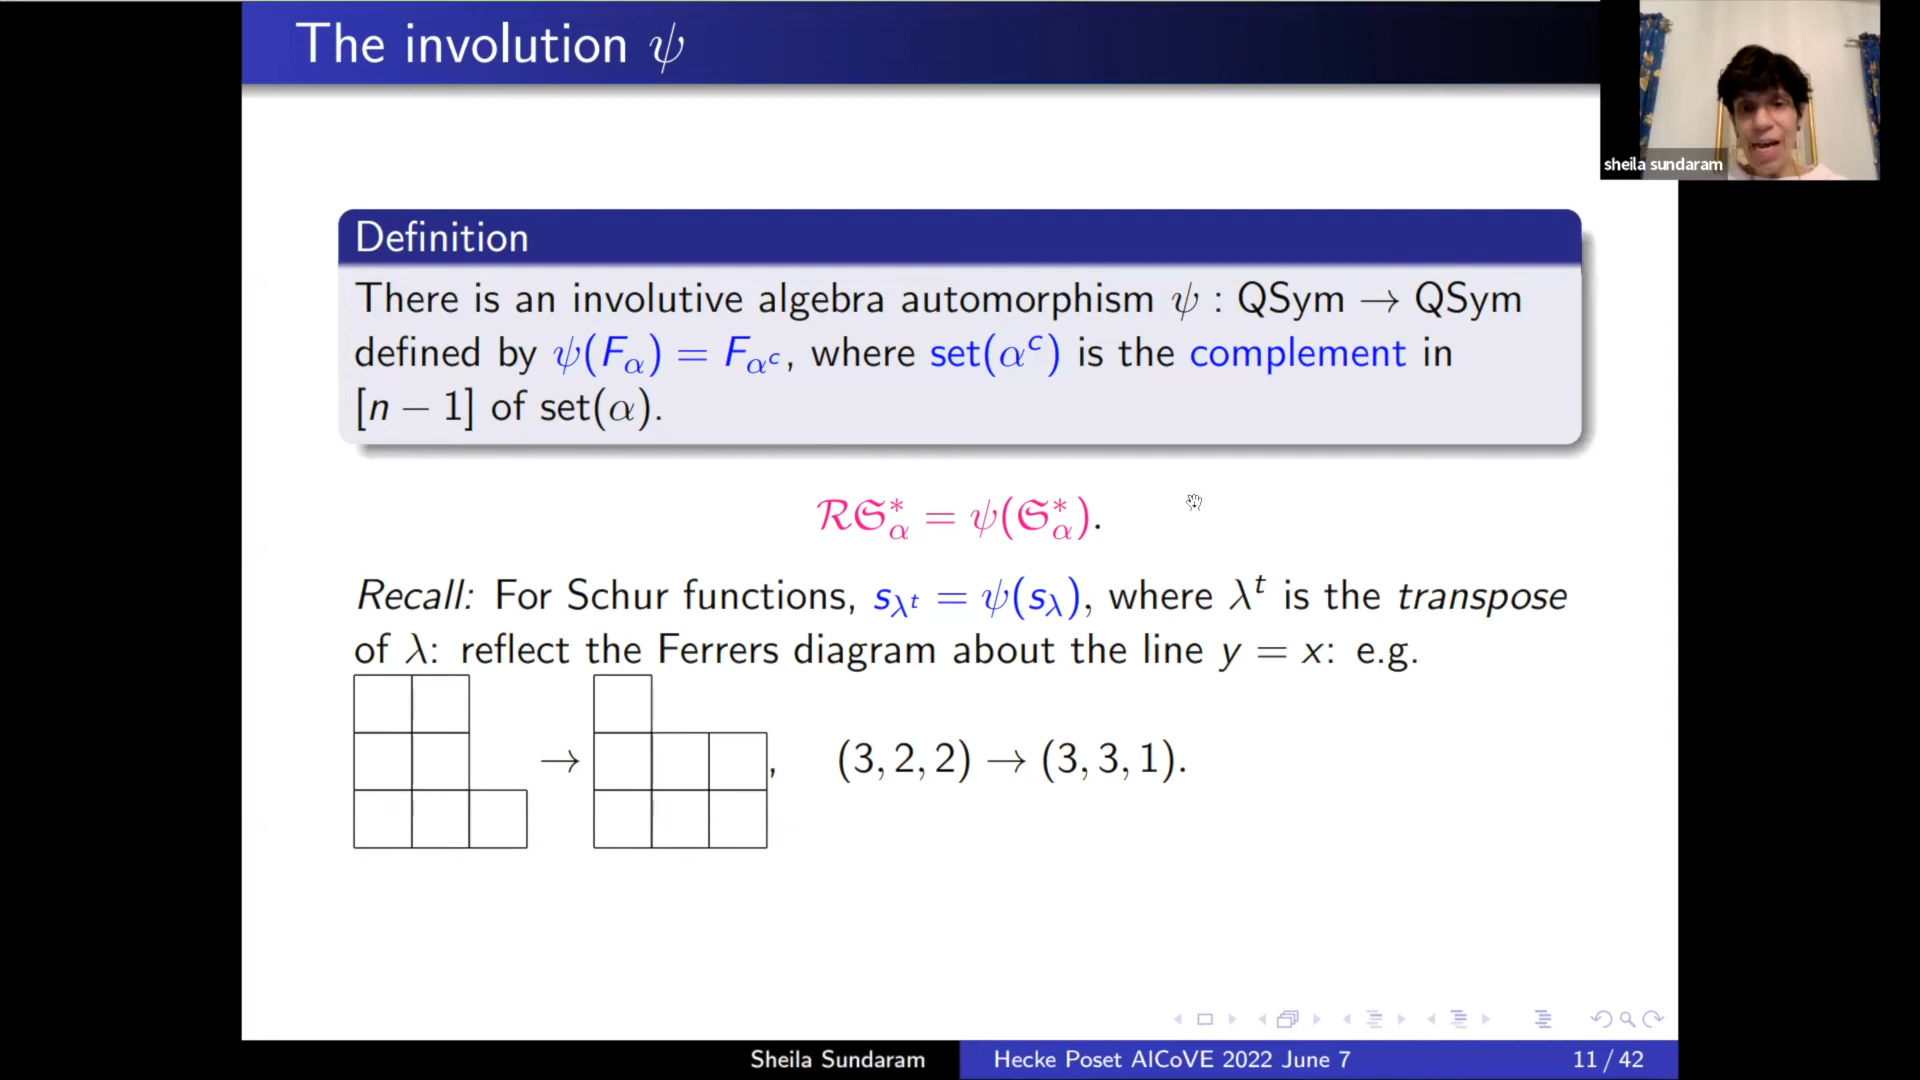 The involution ψ
sheila sundaram
Definition
There is an involutive algebra automorphism ψ : QSym → QSym
defined by ψ(F_α) = F_{α^c}, where set(α^c) is the complement in
[n − 1] of set(α).
ℛ𝔖*_α = ψ(𝔖*_α).
Recall: For Schur functions, s_{λ^t} = ψ(s_λ), where λ^t is the transpose
of λ: reflect the Ferrers diagram about the line y = x: e.g.
→ , (3, 2, 2) → (3, 3, 1).
Sheila Sundaram
Hecke Poset AlCoVE 2022 June 7
11 / 42